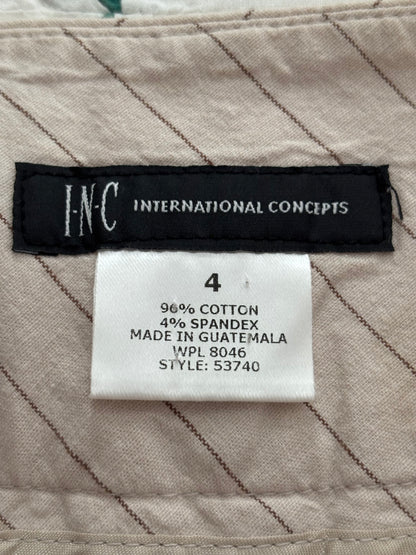 I·N·C INTERNATIONAL CONCEPTS
4
96% COTTON
4% SPANDEX
MADE IN GUATEMALA
WPL 8046
STYLE: 53740